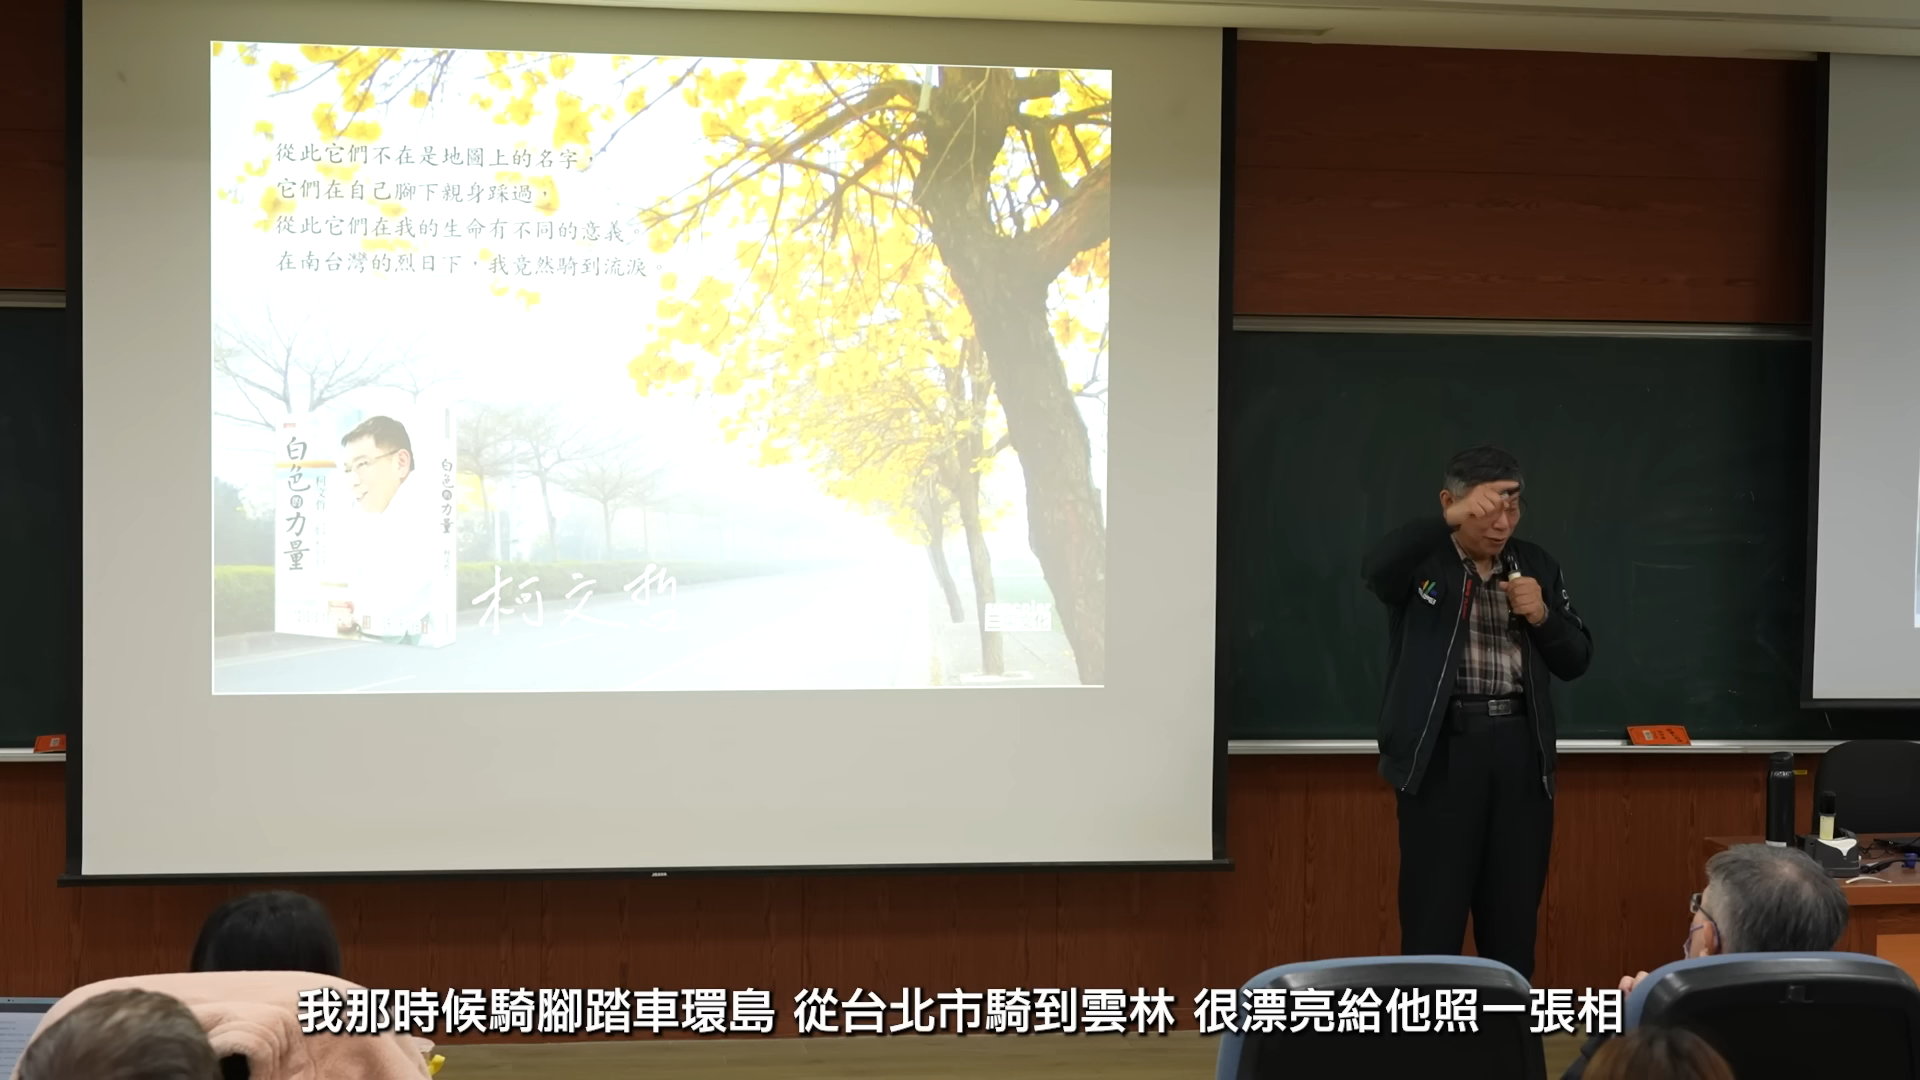 從此它們不在是地圖上的名字，
它們在自己腳下親身踩過，
從此它們在我的生命有不同的意義。
在南台灣的烈日下，我竟然騎到流淚。
白色的力量
白色的力量
柯文哲
我那時候騎腳踏車環島 從台北市騎到雲林 很漂亮給他照一張相